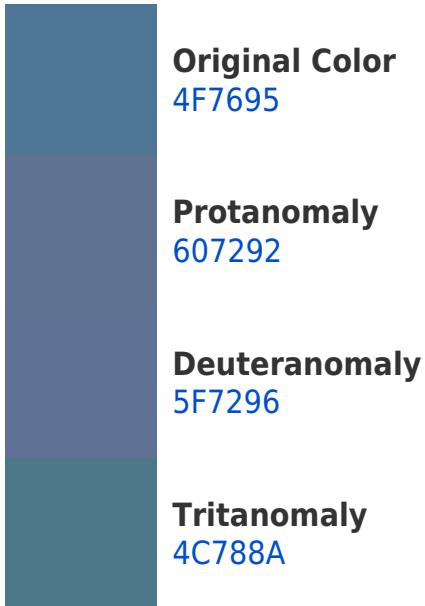 Original Color
4F7695
Protanomaly
607292
Deuteranomaly
5F7296
Tritanomaly
4C788A